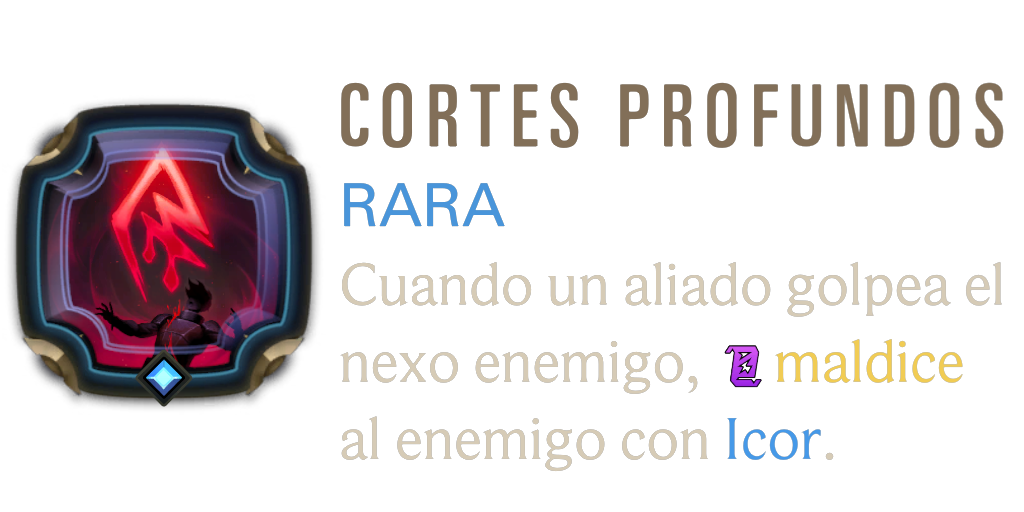 CORTES PROFUNDOS
RARA
Cuando un aliado golpea el
nexo enemigo, maldice
al enemigo con Icor.